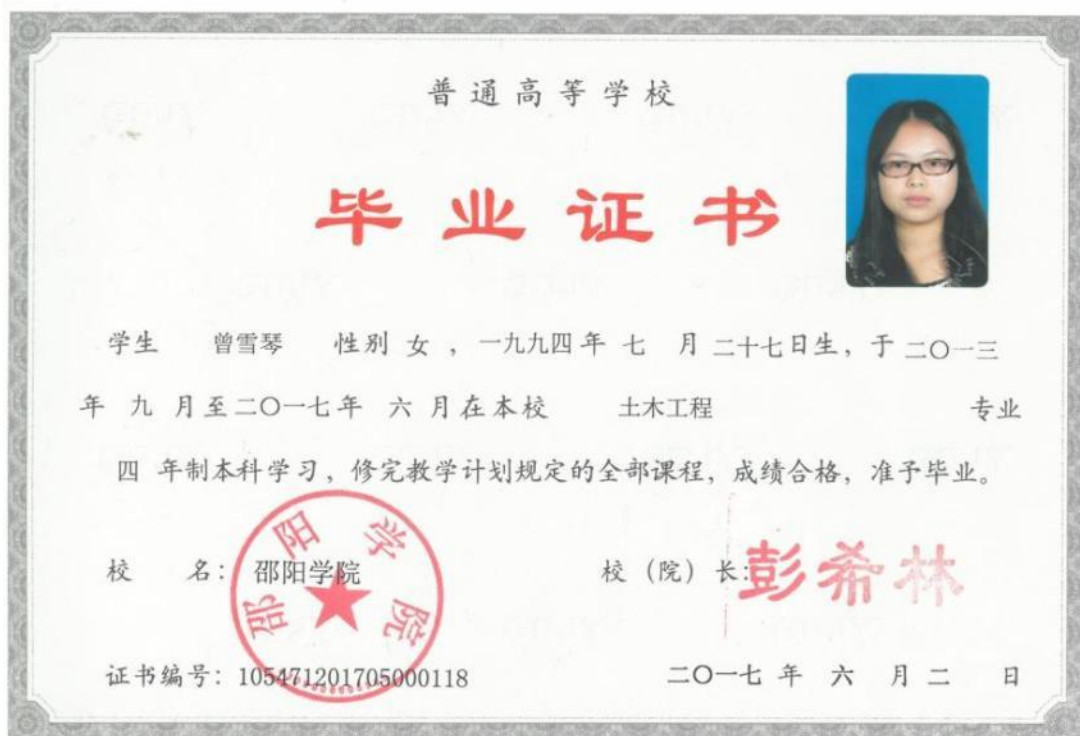 普通高等学校
毕业证书
学生 曾雪琴 性别 女 ，一九九四年 七 月 二十七日生，于 二〇一三
年 九 月至二〇一七年 六 月在本校 土木工程 专业
四 年制本科学习，修完教学计划规定的全部课程，成绩合格，准予毕业。
邵阳学院
校 名：邵阳学院 校（院）长：彭希林
证书编号：105471201705000118 二〇一七 年 六 月 二 日